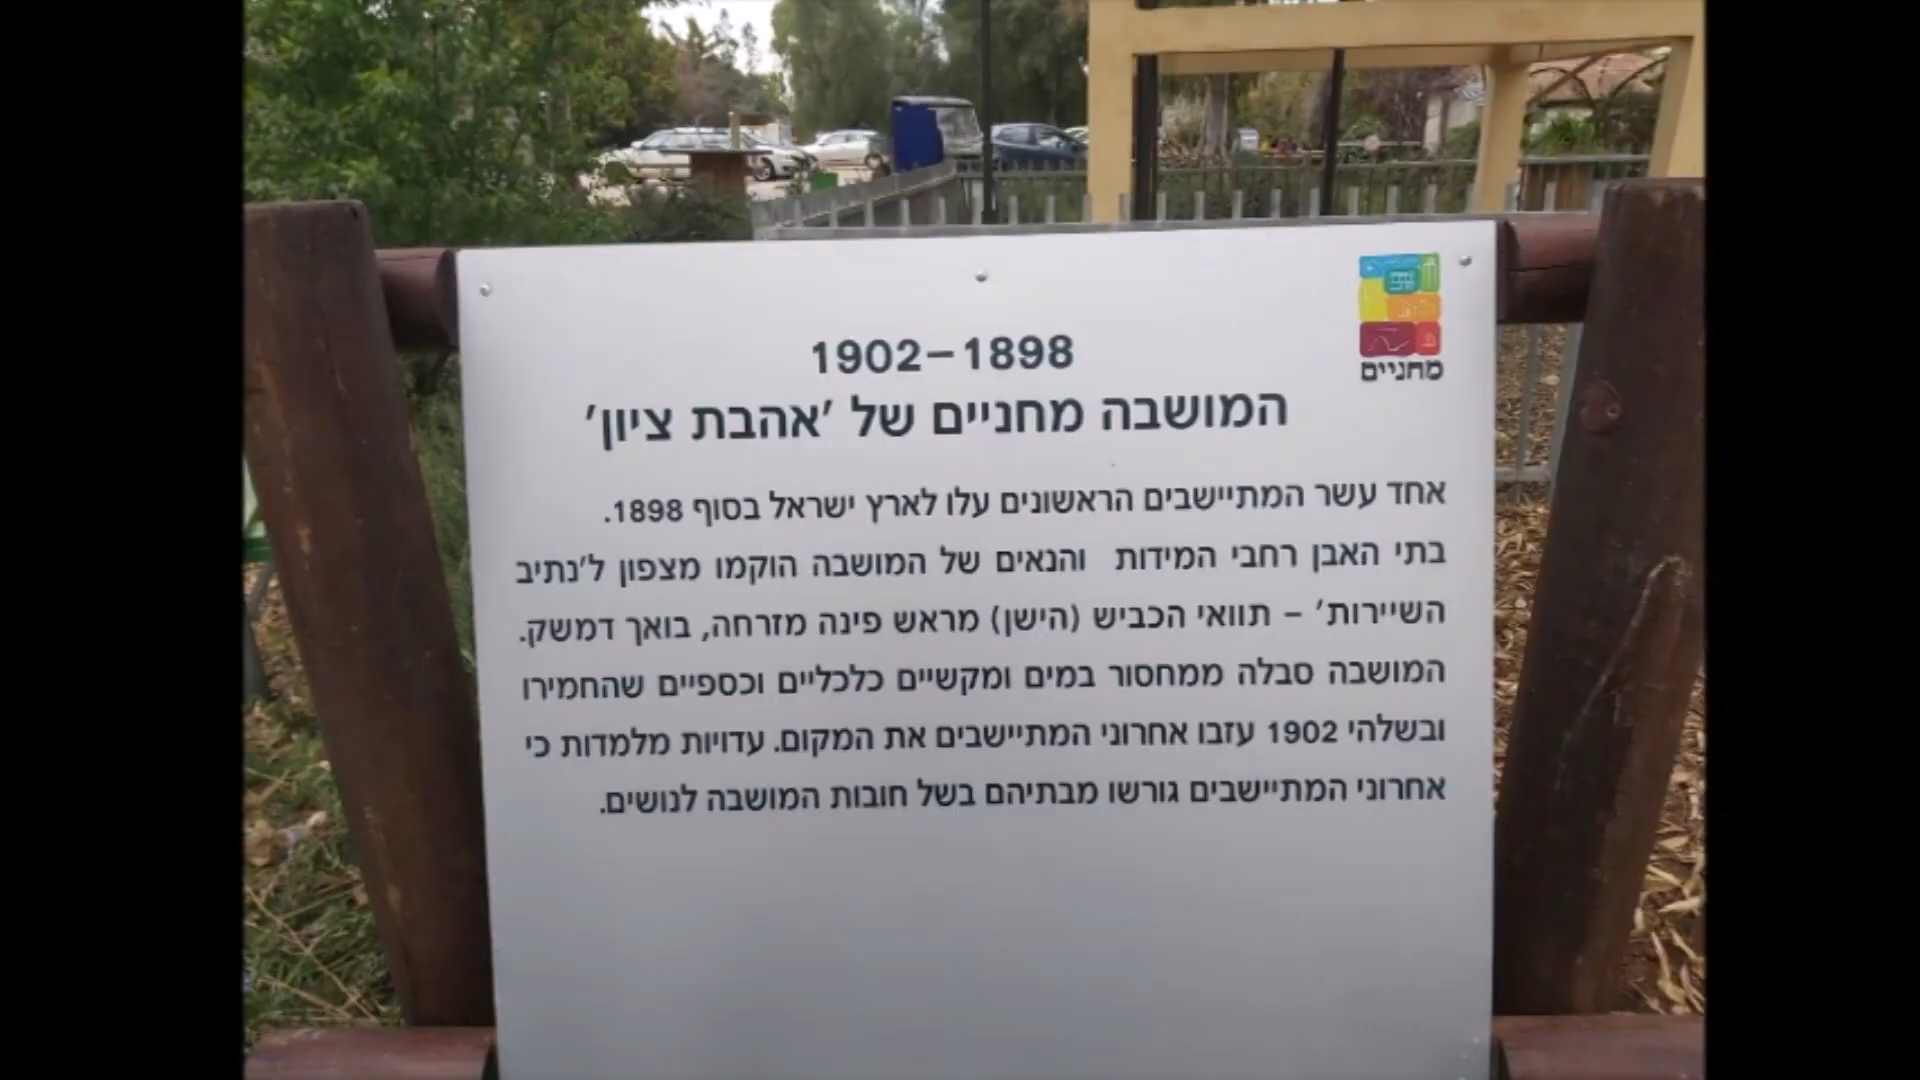 מחניים
1902–1898
המושבה מחניים של 'אהבת ציון'
אחד עשר המתיישבים הראשונים עלו לארץ ישראל בסוף 1898.
בתי האבן רחבי המידות והנאים של המושבה הוקמו מצפון ל'נתיב
השיירות' – תוואי הכביש (הישן) מראש פינה מזרחה, בואך דמשק.
המושבה סבלה ממחסור במים ומקשיים כלכליים וכספיים שהחמירו
ובשלהי 1902 עזבו אחרוני המתיישבים את המקום. עדויות מלמדות כי
אחרוני המתיישבים גורשו מבתיהם בשל חובות המושבה לנושים.